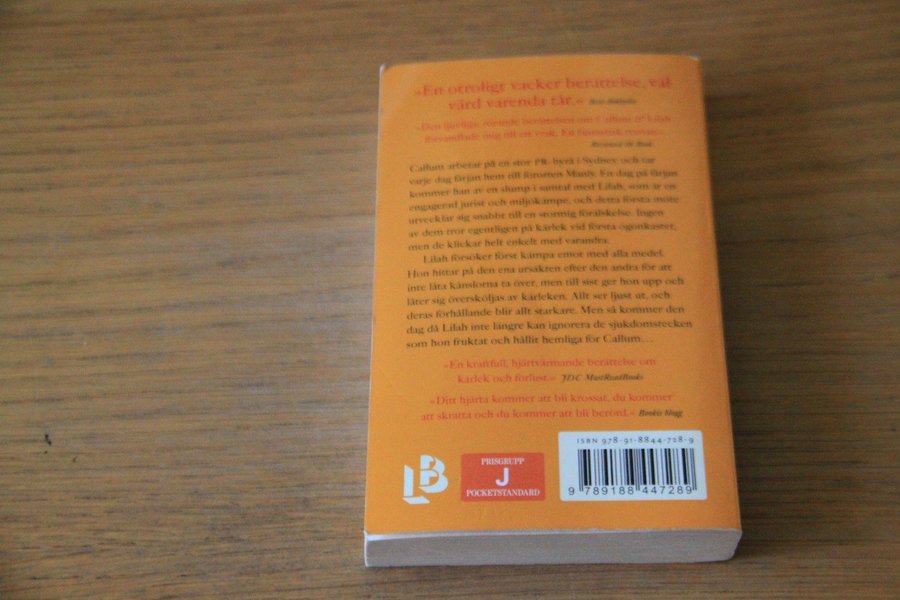 »En otroligt vacker berättelse, väl
värd varenda tår.«
»Den ljuvliga, rörande berättelsen om Callum & Lilah
förvandlade mig till ett vrak. En fantastisk roman.«
Callum arbetar på en stor PR-byrå i Sydney och tar
varje dag färjan hem till förorten Manly. En dag på färjan
kommer han av en slump i samtal med Lilah, som är en
engagerad jurist och miljökämpe, och detta första möte
utvecklar sig snabbt till en stormig förälskelse. Ingen
av dem tror egentligen på kärlek vid första ögonkastet,
men de klickar helt enkelt med varandra.
Lilah försöker först kämpa emot med alla medel.
Hon hittar på den ena ursäkten efter den andra för att
inte låta känslorna ta över, men till sist ger hon upp och
låter sig översköljas av kärleken. Allt ser ljust ut, och
deras förhållande blir allt starkare. Men så kommer den
dag då Lilah inte längre kan ignorera de sjukdomstecken
som hon fruktat och hållit hemliga för Callum…
»En kraftfull, hjärtvärmande berättelse om
kärlek och förlust.« JDC MustReadBooks
»Ditt hjärta kommer att bli krossat, du kommer
att skratta och du kommer att bli berörd.« Bookis blogg
LB
PRISGRUPP
J
POCKETSTANDARD
ISBN 978-91-8844-728-9
9 789188 447289